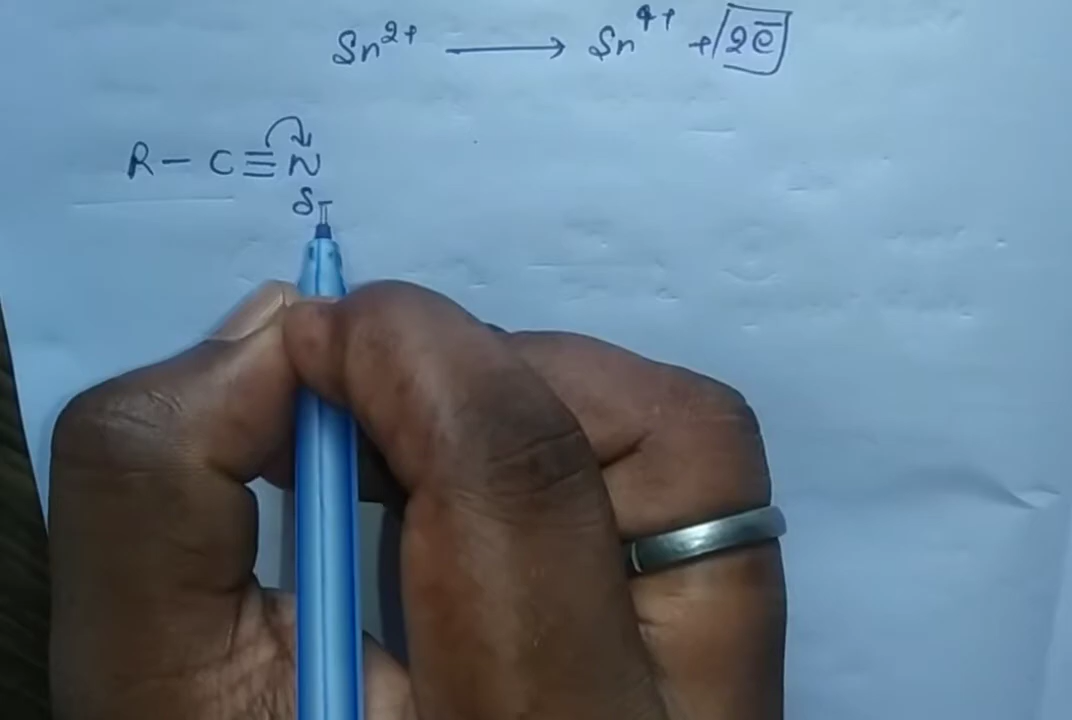 Sn²⁺ ⟶ Sn⁴⁺ + 2e̅
R – C ≡ N
δ-